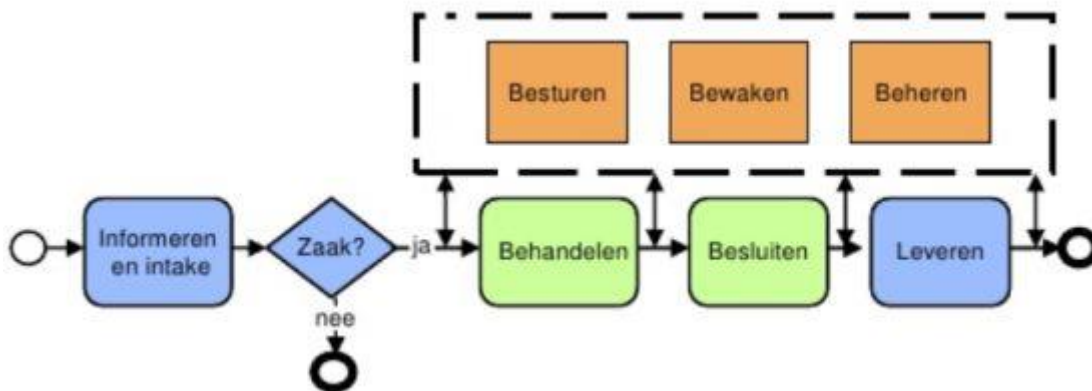 Besturen
Bewaken
Beheren
Informeren
en intake
Zaak?
ja
Behandelen
Besluiten
Leveren
nee